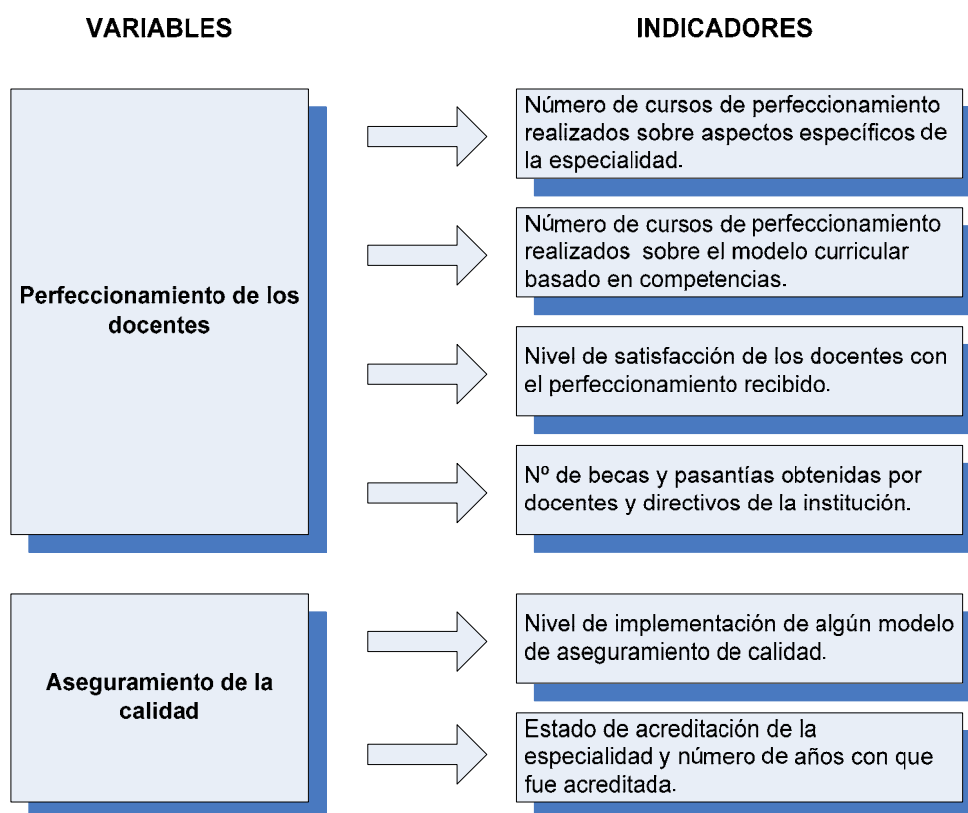 VARIABLES
INDICADORES
Perfeccionamiento de los
docentes
Número de cursos de perfeccionamiento
realizados sobre aspectos específicos de
la especialidad.
Número de cursos de perfeccionamiento
realizados sobre el modelo curricular
basado en competencias.
Nivel de satisfacción de los docentes con
el perfeccionamiento recibido.
Nº de becas y pasantías obtenidas por
docentes y directivos de la institución.
Aseguramiento de la
calidad
Nivel de implementación de algún modelo
de aseguramiento de calidad.
Estado de acreditación de la
especialidad y número de años con que
fue acreditada.